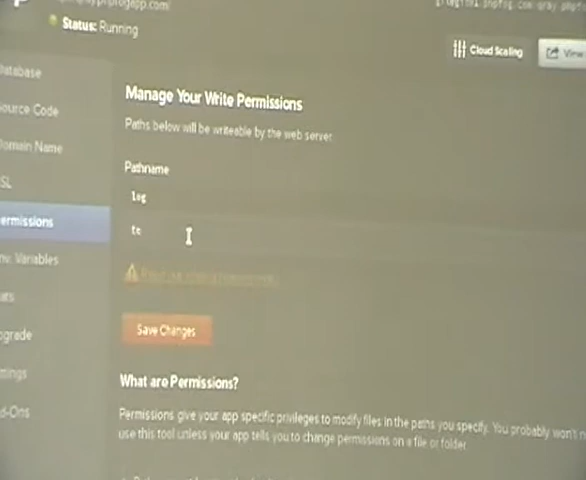 Status: Running
Cloud Scaling
View
Database
Manage Your Write Permissions
Source Code
Paths below will be writeable by the web server.
Domain Name
Pathname
SSL
log
Permissions
te
Env. Variables
Save Changes
What are Permissions?
Add-Ons
Permissions give your app specific privileges to modify files in the paths you specify. You probably won't
use this tool unless your app tells you to change permissions on a file or folder.